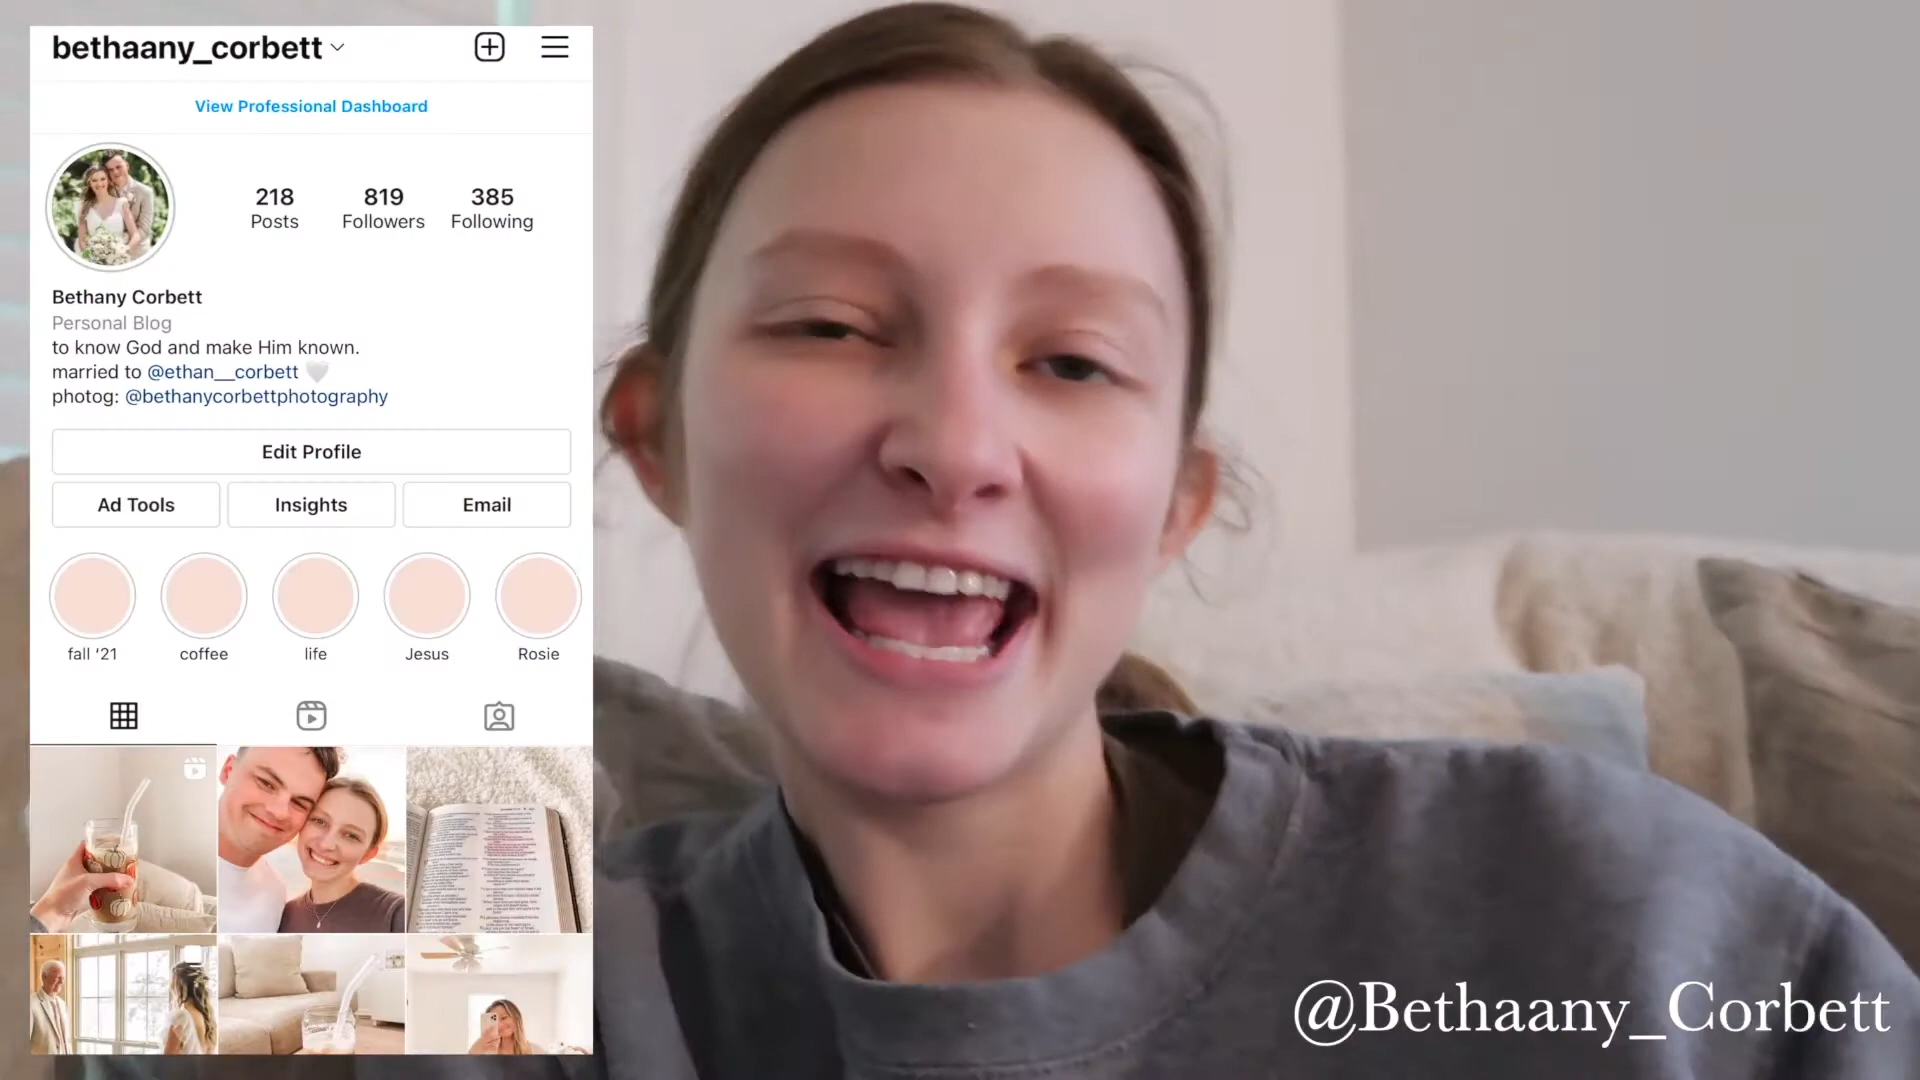 bethaany_corbett
View Professional Dashboard
218 819 385
Posts Followers Following
Bethany Corbett
Personal Blog
to know God and make Him known.
married to @ethan__corbett 🤍
photog: @bethanycorbettphotography
Edit Profile
Ad Tools Insights Email
fall '21 coffee life Jesus Rosie
@Bethaany_Corbett